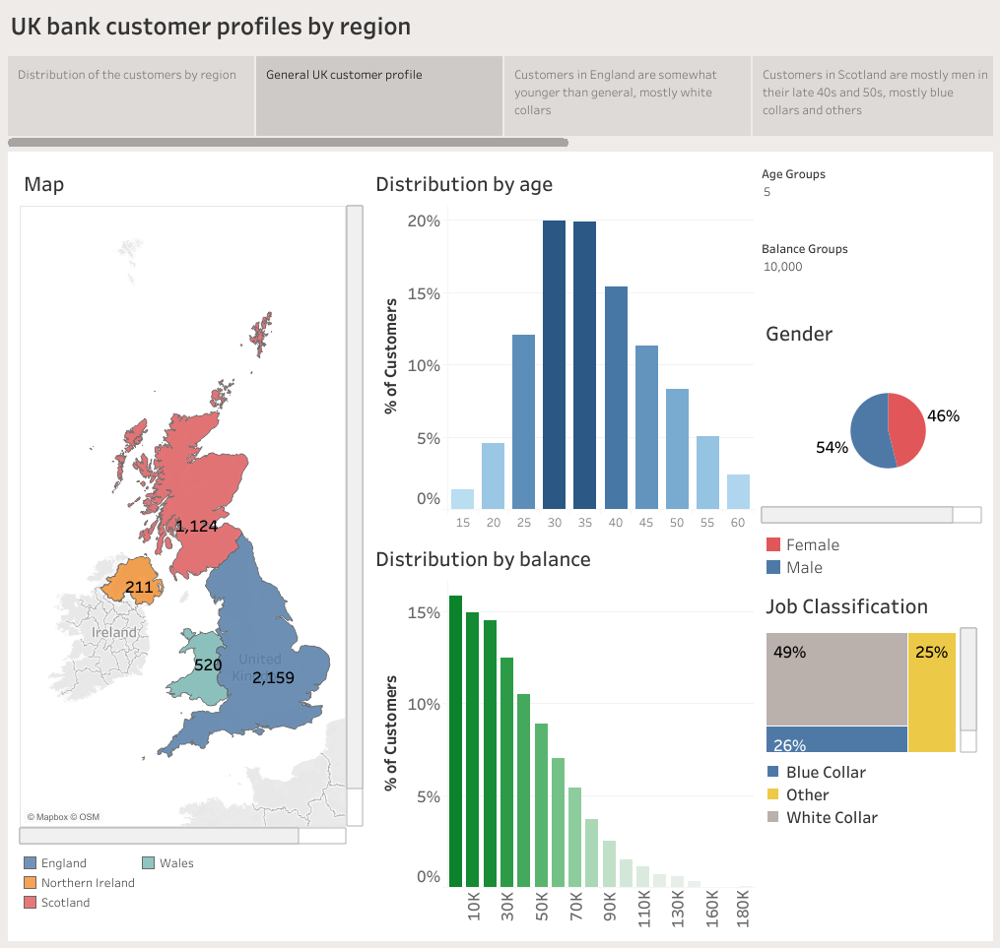 UK bank customer profiles by region
Distribution of the customers by region
General UK customer profile
Customers in England are somewhat
younger than general, mostly white
collars
Customers in Scotland are mostly men in
their late 40s and 50s, mostly blue
collars and others
Map
1,124
211
Ireland
520
United
2,159
© Mapbox © OSM
England
Wales
Northern Ireland
Scotland
Distribution by age
% of Customers
20%
15%
10%
5%
0%
15 20 25 30 35 40 45 50 55 60
Distribution by balance
% of Customers
15%
10%
5%
0%
10K 30K 50K 70K 90K 110K 130K 160K 180K
Age Groups
5
Balance Groups
10,000
Gender
46%
54%
Female
Male
Job Classification
49%
25%
26%
Blue Collar
Other
White Collar